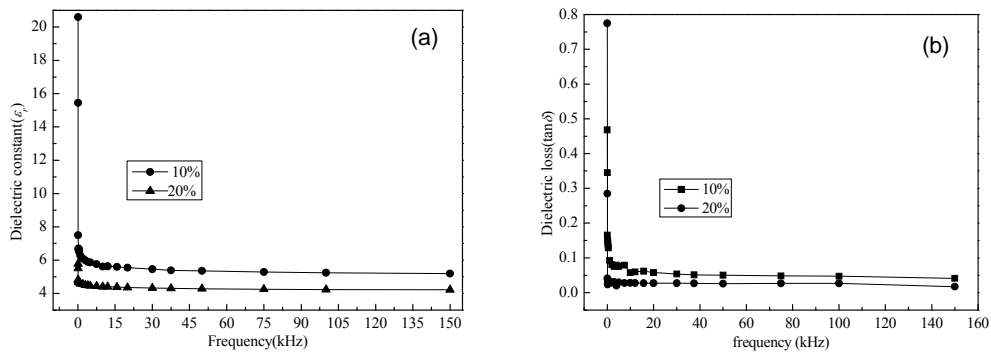 (a)
Dielectric constant(εr)
20
18
16
14
12
10
8
6
4
10%
20%
0 15 30 45 60 75 90 105 120 135 150
Frequency(kHz)
(b)
Dielectric loss(tanδ)
0.8
0.7
0.6
0.5
0.4
0.3
0.2
0.1
0.0
10%
20%
0 20 40 60 80 100 120 140 160
frequency (kHz)